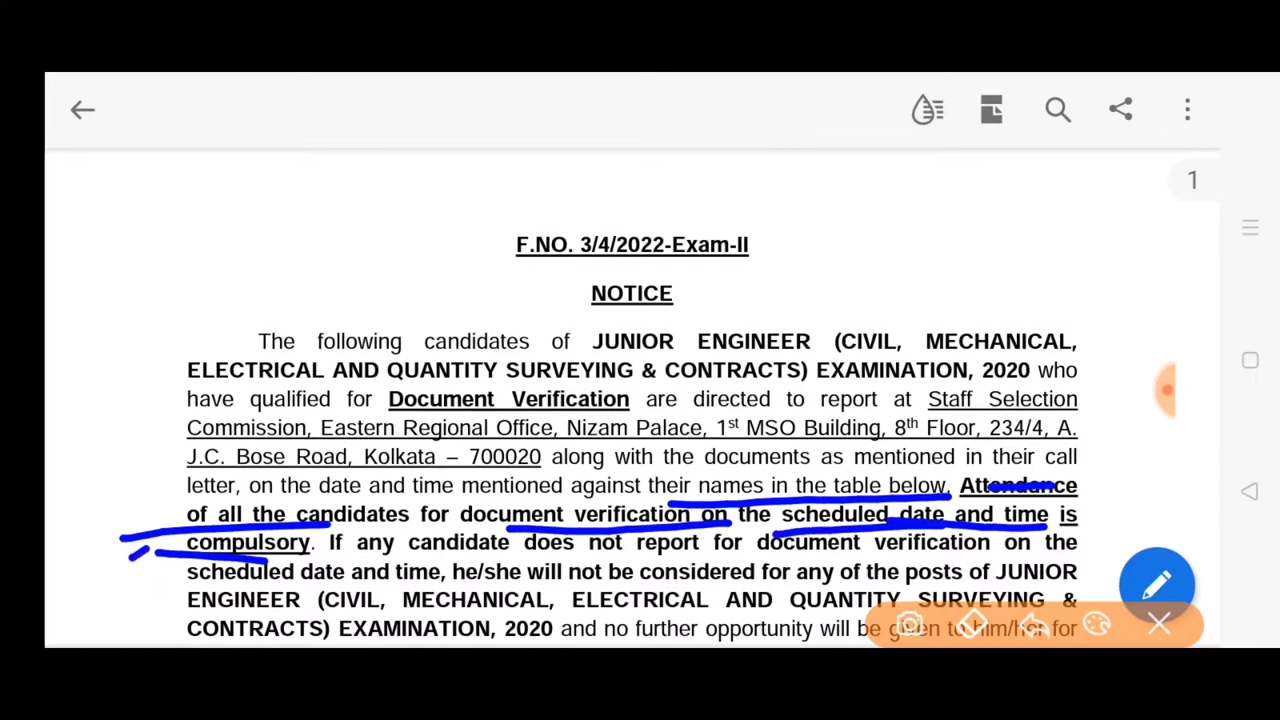 1
F.NO. 3/4/2022-Exam-II
NOTICE
The following candidates of JUNIOR ENGINEER (CIVIL, MECHANICAL,
ELECTRICAL AND QUANTITY SURVEYING & CONTRACTS) EXAMINATION, 2020 who
have qualified for Document Verification are directed to report at Staff Selection
Commission, Eastern Regional Office, Nizam Palace, 1st MSO Building, 8th Floor, 234/4, A.
J.C. Bose Road, Kolkata – 700020 along with the documents as mentioned in their call
letter, on the date and time mentioned against their names in the table below. Attendance
of all the candidates for document verification on the scheduled date and time is
compulsory. If any candidate does not report for document verification on the
scheduled date and time, he/she will not be considered for any of the posts of JUNIOR
ENGINEER (CIVIL, MECHANICAL, ELECTRICAL AND QUANTITY SURVEYING &
CONTRACTS) EXAMINATION, 2020 and no further opportunity will be given to him/her for